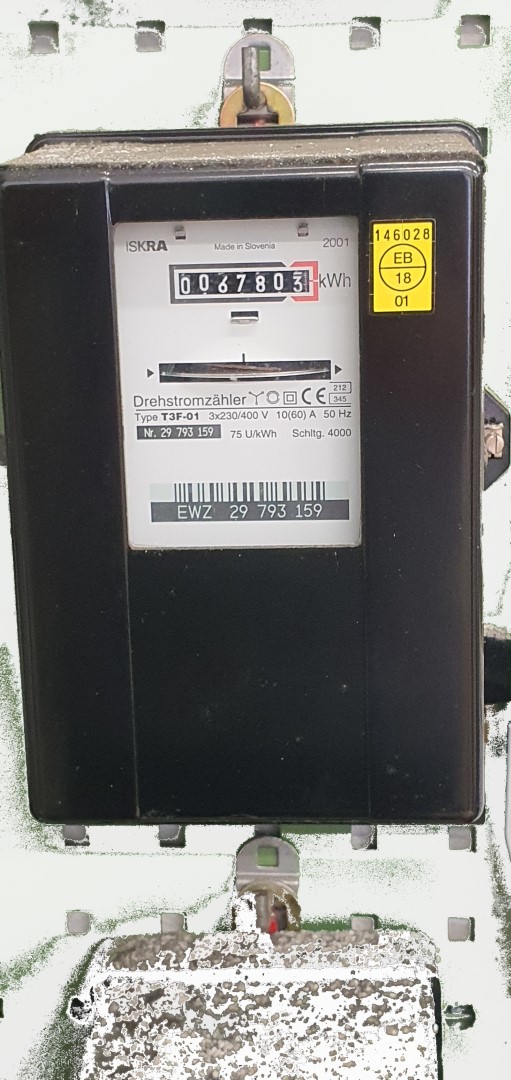 ISKRA Made in Slovenia 2001
0067803 kWh
146028
EB
18
01
Drehstromzähler CE 212 345
Type T3F-01 3x230/400 V 10(60) A 50 Hz
Nr. 29 793 159 75 U/kWh Schltg. 4000
EWZ 29 793 159